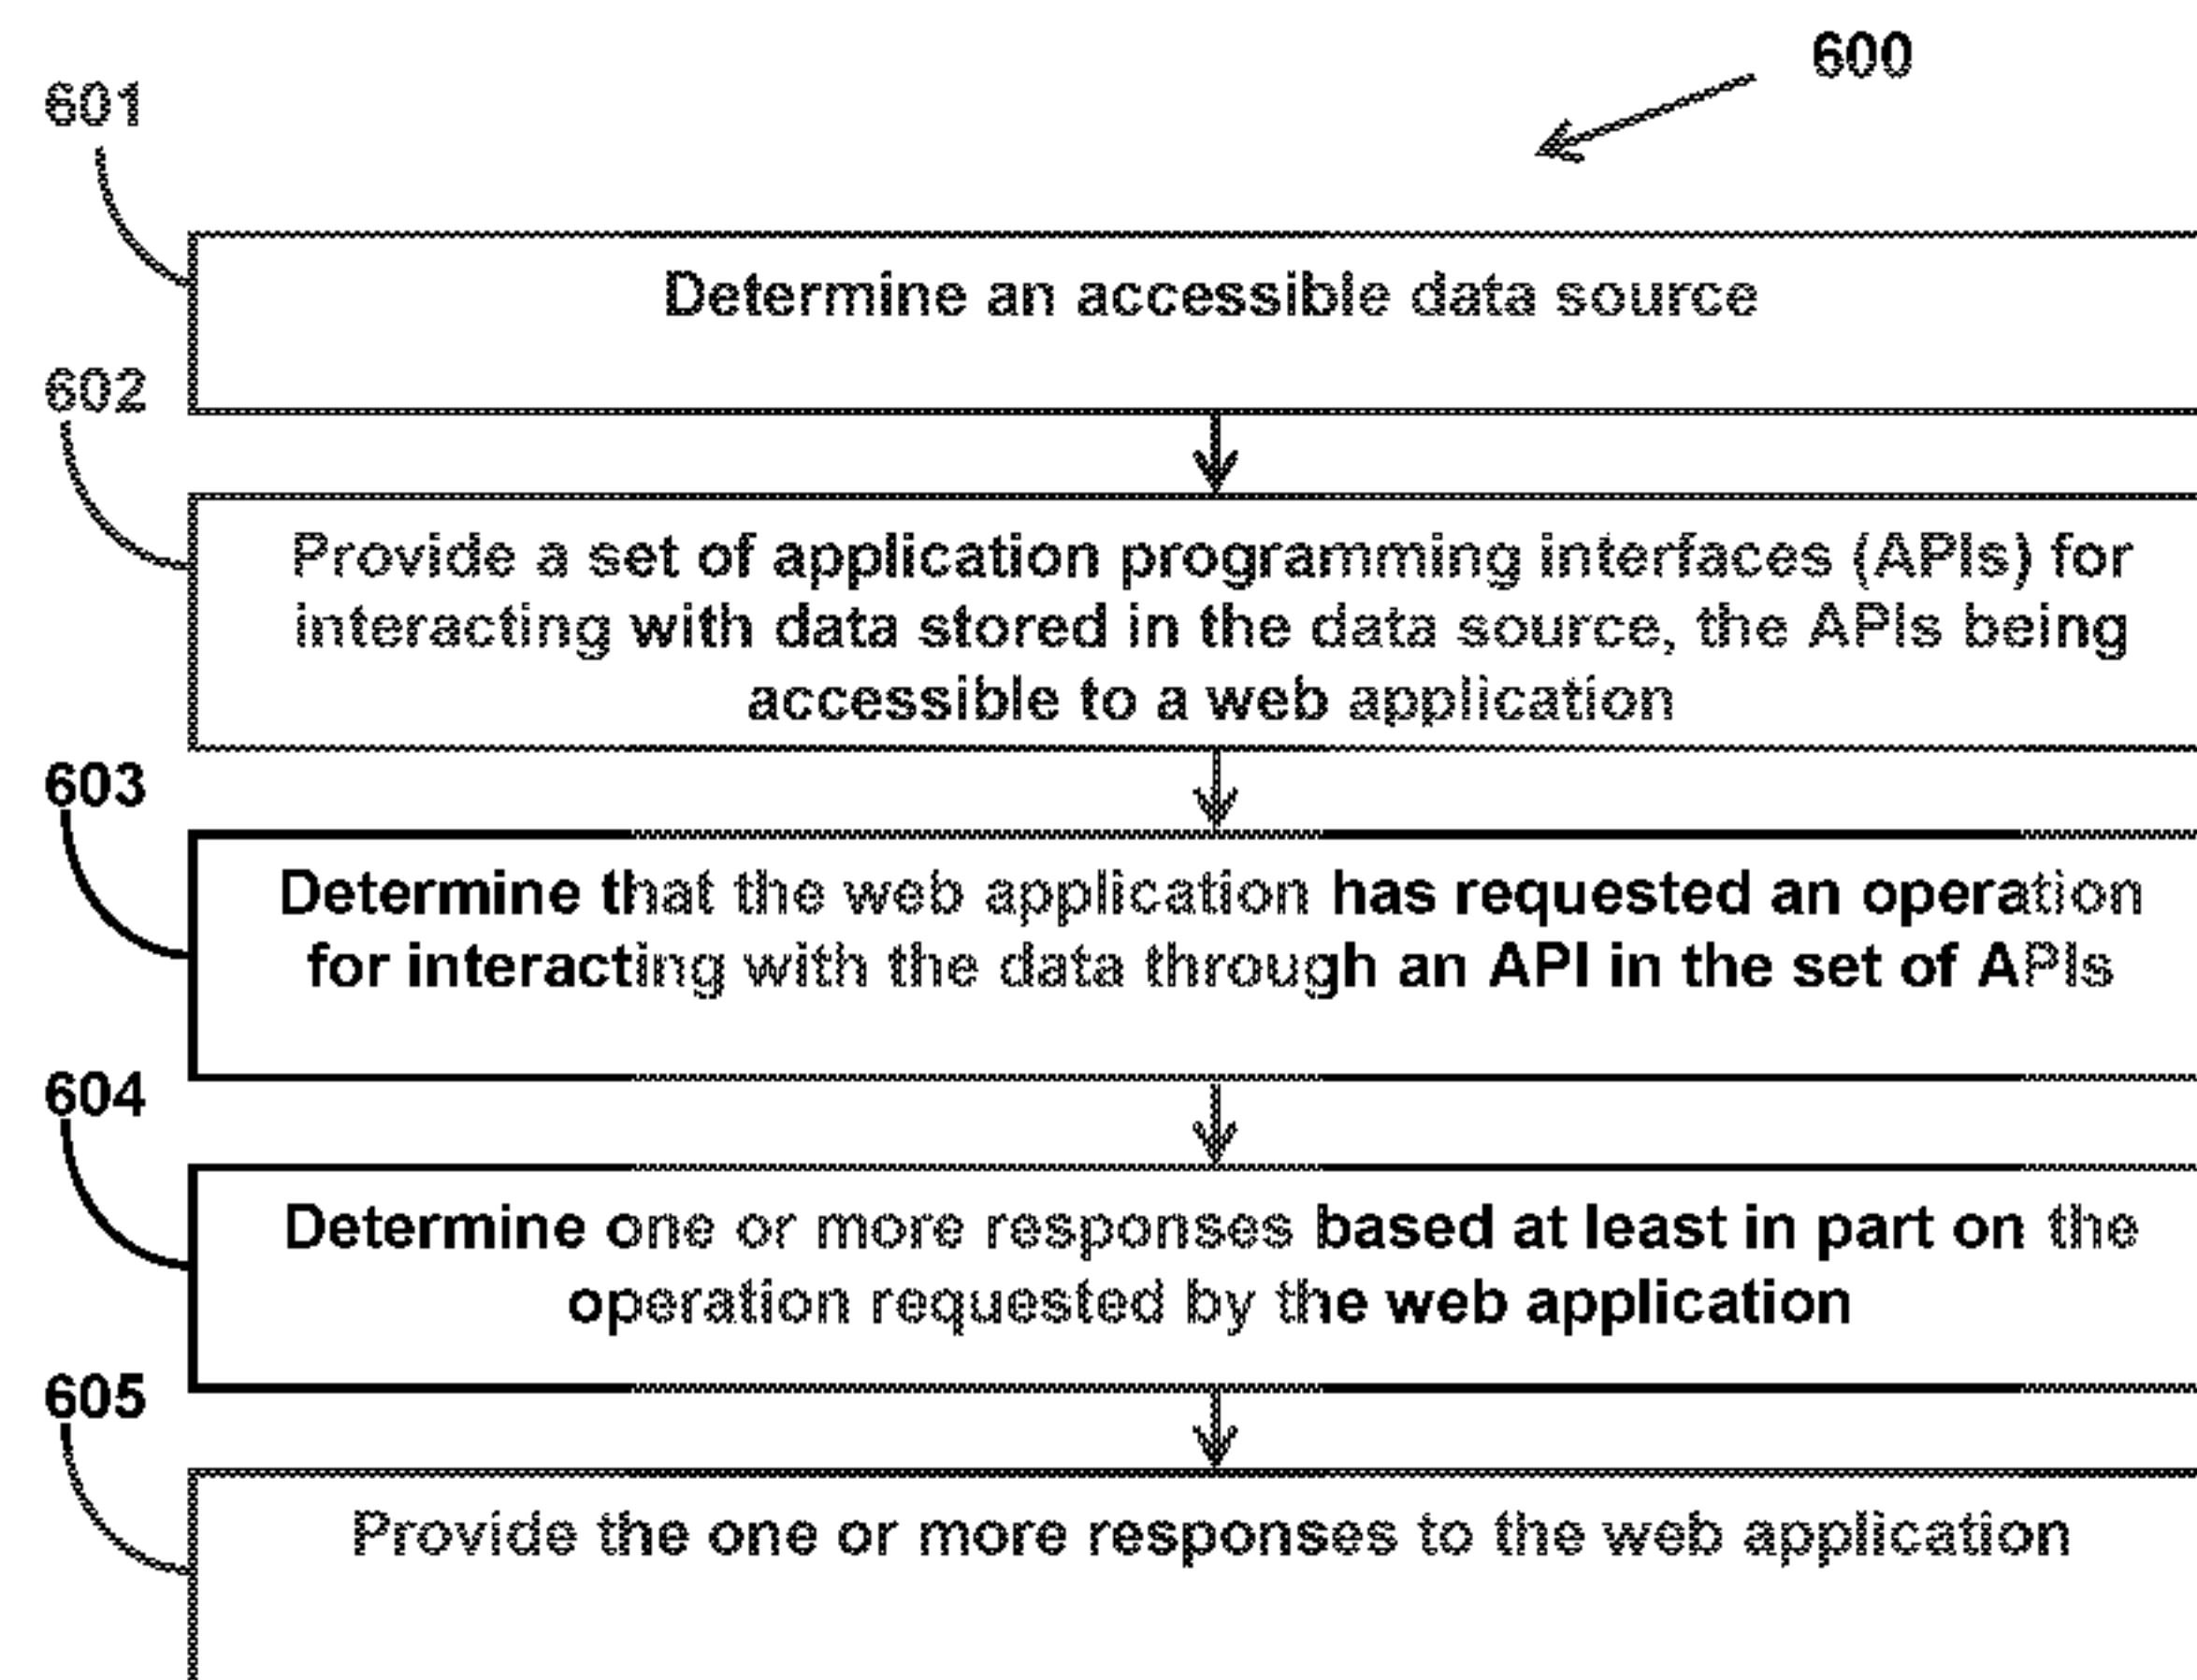 600
601
Determine an accessible data source
602
Provide a set of application programming interfaces (APIs) for
interacting with data stored in the data source, the APIs being
accessible to a web application
603
Determine that the web application has requested an operation
for interacting with the data through an API in the set of APIs
604
Determine one or more responses based at least in part on the
operation requested by the web application
605
Provide the one or more responses to the web application